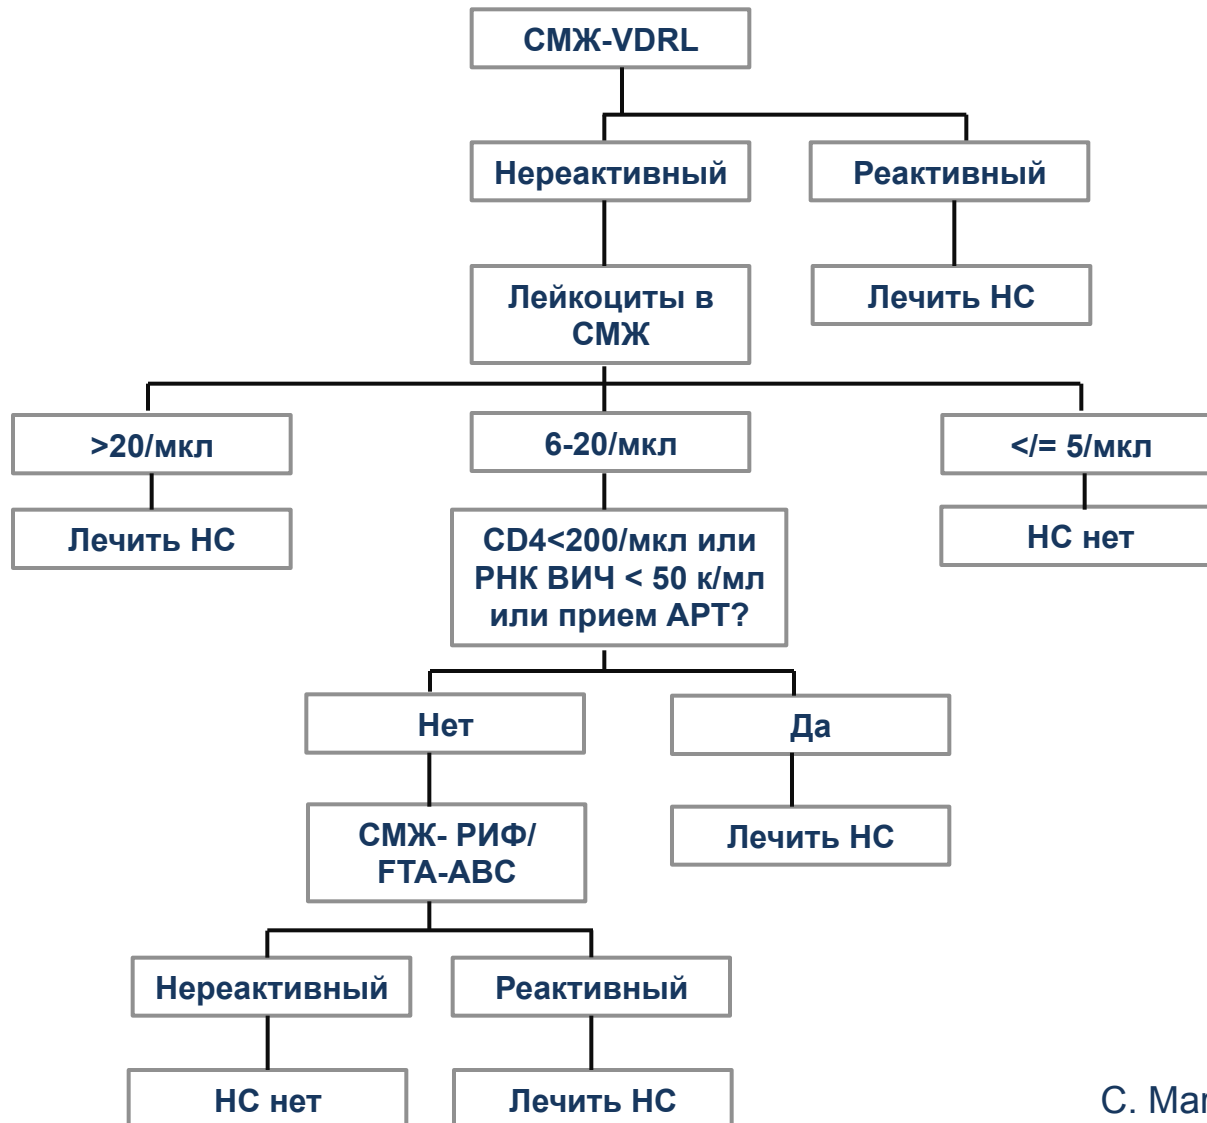 СМЖ-VDRL
Нереактивный
Реактивный
Лейкоциты в
СМЖ
Лечить НС
>20/мкл
6-20/мкл
</= 5/мкл
Лечить НС
CD4<200/мкл или
РНК ВИЧ < 50 к/мл
или прием АРТ?
НС нет
Нет
Да
СМЖ- РИФ/
FTA-ABC
Лечить НС
Нереактивный
Реактивный
НС нет
Лечить НС
C. Mar